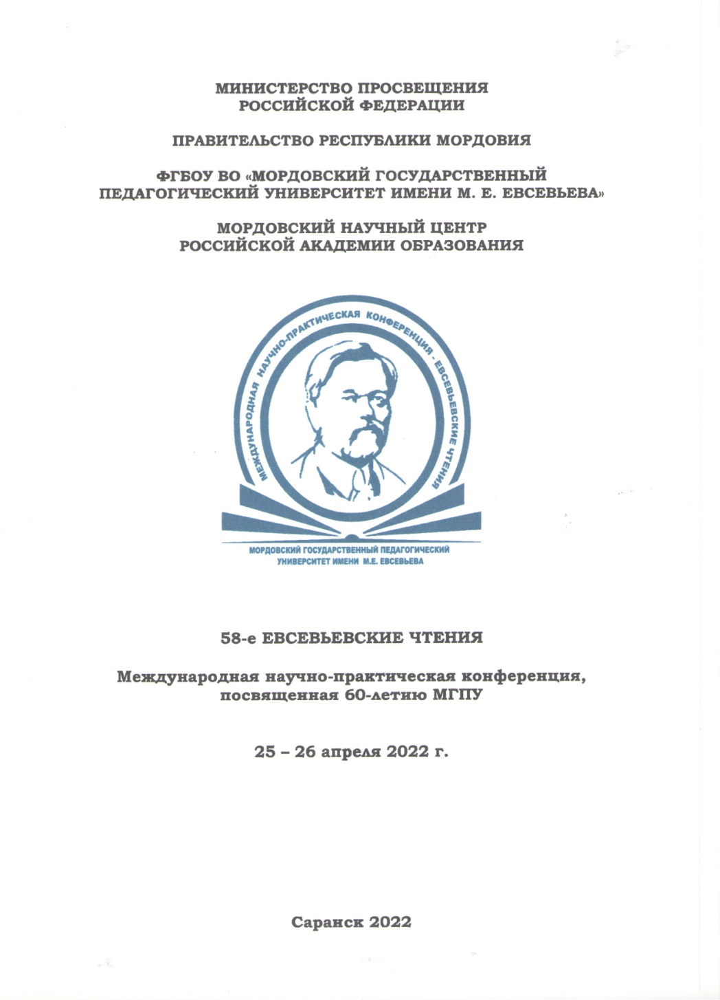 МИНИСТЕРСТВО ПРОСВЕЩЕНИЯ
РОССИЙСКОЙ ФЕДЕРАЦИИ
ПРАВИТЕЛЬСТВО РЕСПУБЛИКИ МОРДОВИЯ
ФГБОУ ВО «МОРДОВСКИЙ ГОСУДАРСТВЕННЫЙ
ПЕДАГОГИЧЕСКИЙ УНИВЕРСИТЕТ ИМЕНИ М. Е. ЕВСЕВЬЕВА»
МОРДОВСКИЙ НАУЧНЫЙ ЦЕНТР
РОССИЙСКОЙ АКАДЕМИИ ОБРАЗОВАНИЯ
МЕЖДУНАРОДНАЯ НАУЧНО-ПРАКТИЧЕСКАЯ КОНФЕРЕНЦИЯ - ЕВСЕВЬЕВСКИЕ ЧТЕНИЯ
МОРДОВСКИЙ ГОСУДАРСТВЕННЫЙ ПЕДАГОГИЧЕСКИЙ
УНИВЕРСИТЕТ ИМЕНИ М.Е. ЕВСЕВЬЕВА
58-е ЕВСЕВЬЕВСКИЕ ЧТЕНИЯ
Международная научно-практическая конференция,
посвященная 60-летию МГПУ
25 – 26 апреля 2022 г.
Саранск 2022